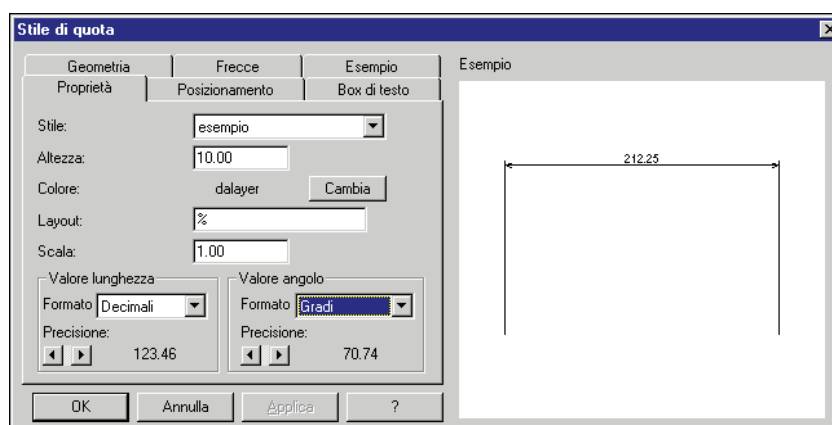 Stile di quota
Geometria Frecce Esempio
Proprietà Posizionamento Box di testo
Stile: esempio
Altezza: 10.00
Colore: dalayer Cambia
Layout: %
Scala: 1.00
Valore lunghezza Valore angolo
Formato Decimali Formato Gradi
Precisione: Precisione:
123.46 70.74
OK Annulla Applica ?
Esempio
212.25